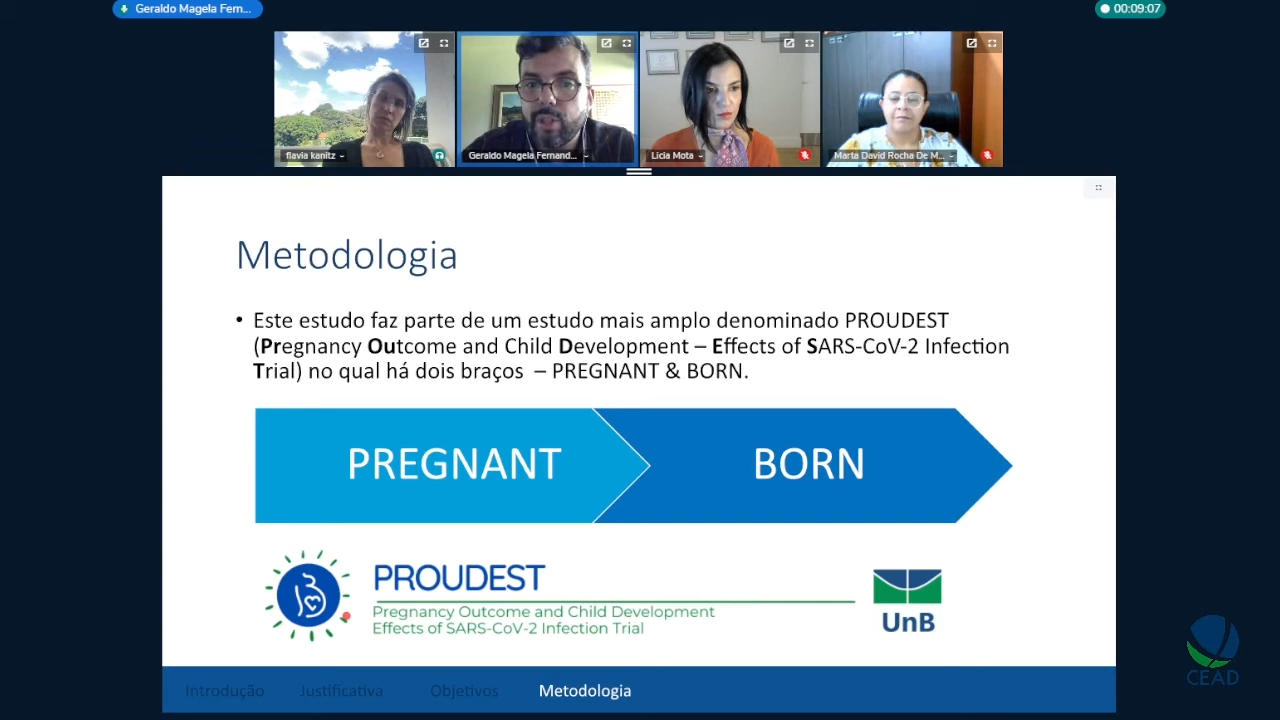 Geraldo Magela Fern...
00:09:07
flavia kanitz
Geraldo Magela Fernand...
Licia Mota
Marta David Rocha De M...
Metodologia
• Este estudo faz parte de um estudo mais amplo denominado PROUDEST
(Pregnancy Outcome and Child Development – Effects of SARS-CoV-2 Infection
Trial) no qual há dois braços – PREGNANT & BORN.
PREGNANT
BORN
PROUDEST
Pregnancy Outcome and Child Development
Effects of SARS-CoV-2 Infection Trial
UnB
CEAD
Introdução Justificativa Objetivos Metodologia